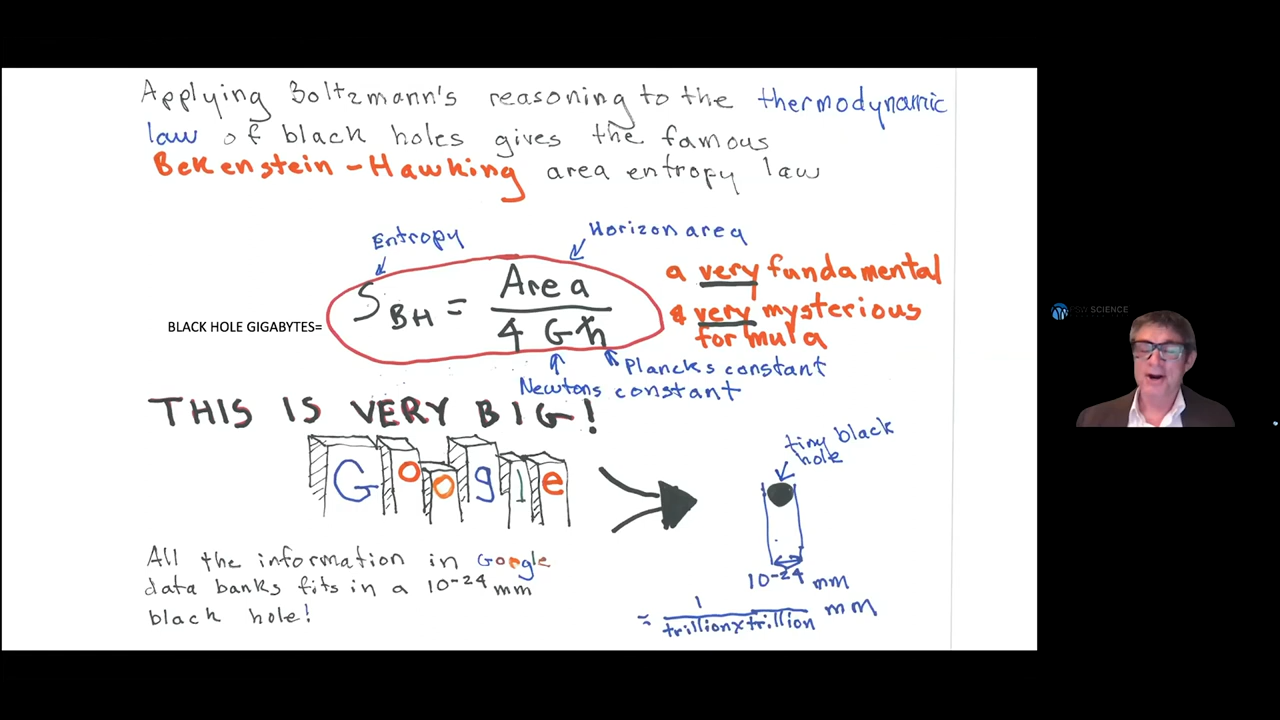 Applying Boltzmann's reasoning to the thermodynamic
law of black holes gives the famous
Bekenstein-Hawking area entropy law
Entropy
Horizon area
BLACK HOLE GIGABYTES=
S BH = Area / 4 Għ
a very fundamental
& very mysterious
formula
Plancks constant
Newtons constant
THIS IS VERY BIG!
Google
tiny black
hole
All the information in Google
data banks fits in a 10-24 mm
black hole!
10-24 mm
≈ 1 / trillion×trillion mm
SCIENCE